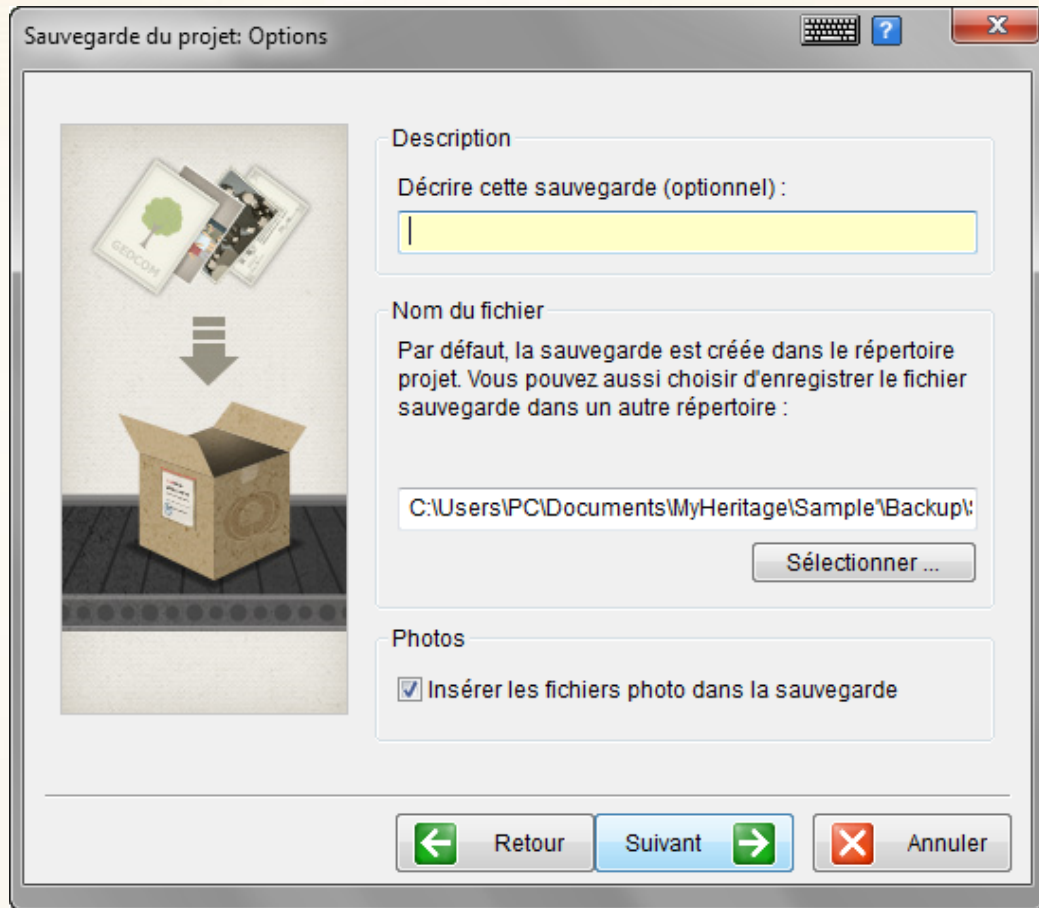 Sauvegarde du projet: Options
?
X
GEDCOM
Description
Décrire cette sauvegarde (optionnel) :
Nom du fichier
Par défaut, la sauvegarde est créée dans le répertoire
projet. Vous pouvez aussi choisir d'enregistrer le fichier
sauvegarde dans un autre répertoire :
C:\Users\PC\Documents\MyHeritage\Sample'\Backup\
Sélectionner ...
Photos
Insérer les fichiers photo dans la sauvegarde
Retour
Suivant
Annuler